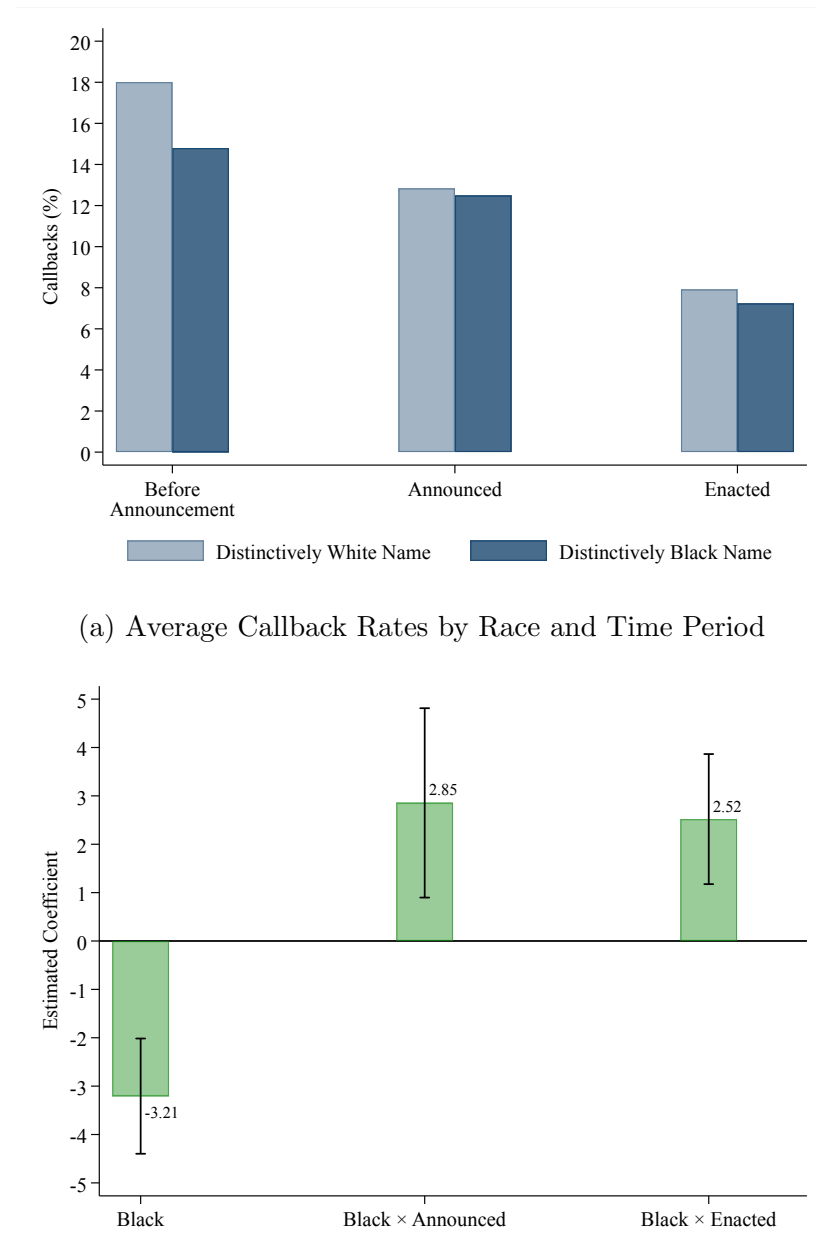 20
18
16
14
12
10
8
6
4
2
0
Callbacks (%)
Before
Announcement
Announced
Enacted
Distinctively White Name
Distinctively Black Name
(a) Average Callback Rates by Race and Time Period
5
4
3
2
1
0
-1
-2
-3
-4
-5
Estimated Coefficient
2.85
2.52
-3.21
Black
Black × Announced
Black × Enacted